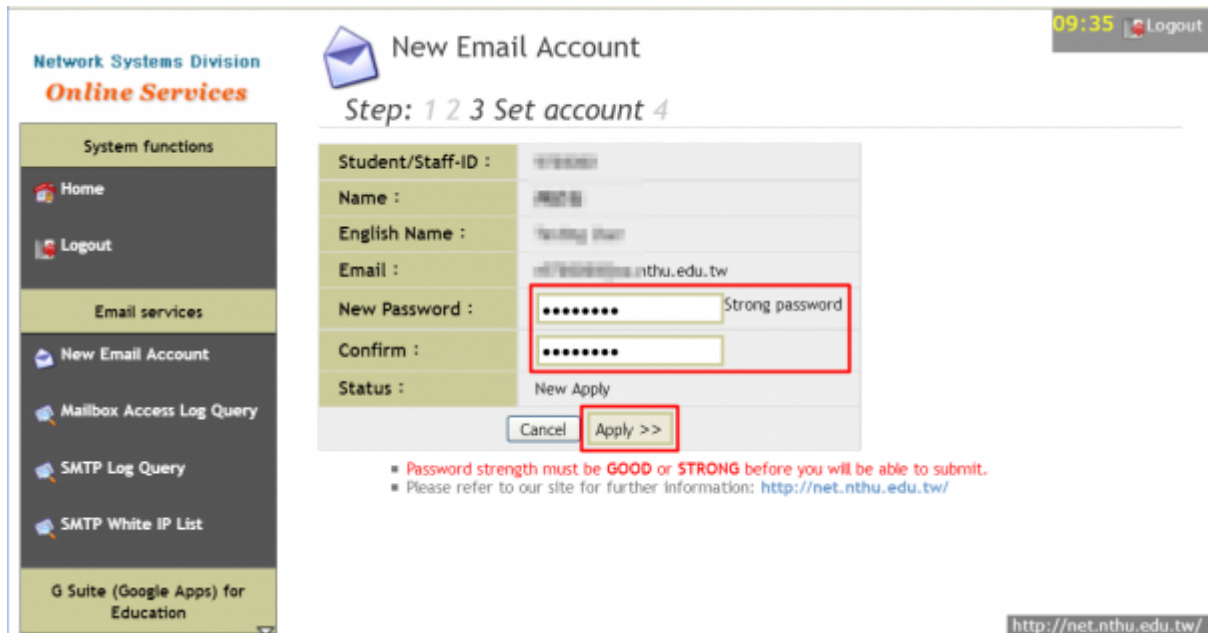 09:35 Logout
Network Systems Division
Online Services
System functions
Home
Logout
Email services
New Email Account
Mailbox Access Log Query
SMTP Log Query
SMTP White IP List
G Suite (Google Apps) for
Education
New Email Account
Step: 1 2 3 Set account 4
Student/Staff-ID：
Name：
English Name：
Email： .nthu.edu.tw
New Password： •••••••• Strong password
Confirm： ••••••••
Status： New Apply
Cancel Apply >>
Password strength must be GOOD or STRONG before you will be able to submit.
Please refer to our site for further information: http://net.nthu.edu.tw/
http://net.nthu.edu.tw/